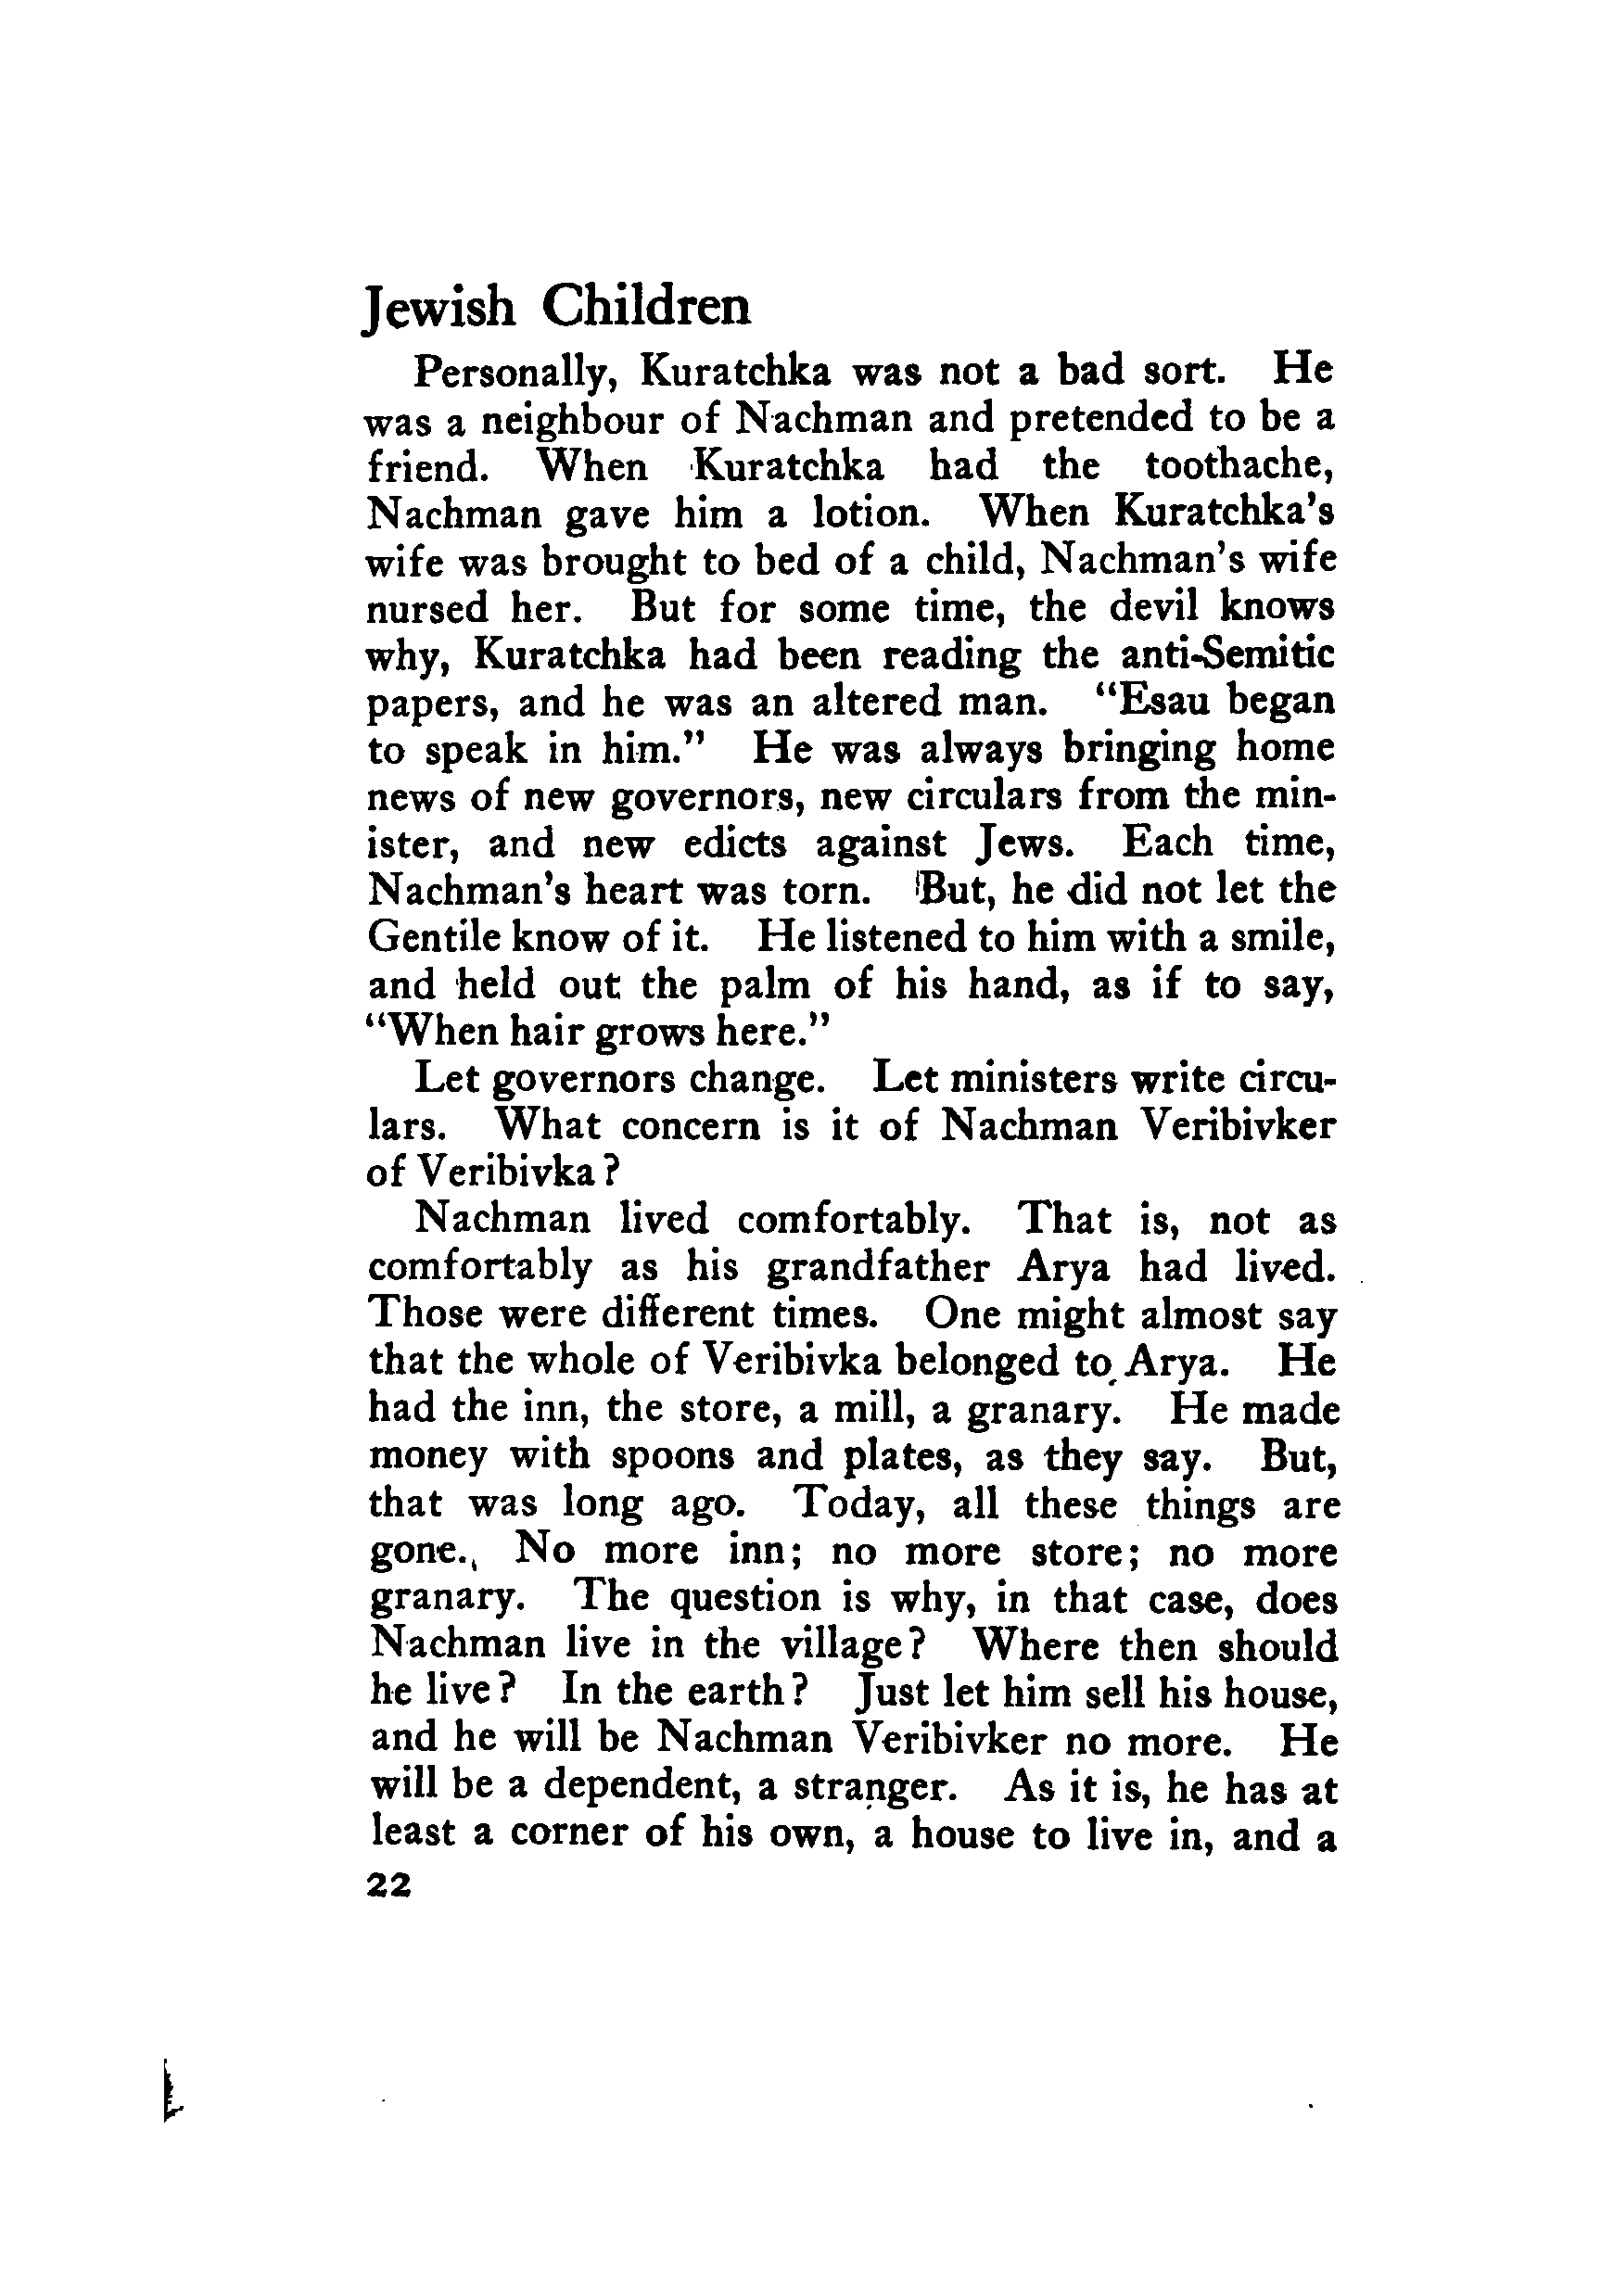 Jewish Children
Personally, Kuratchka was not a bad sort. He
was a neighbour of Nachman and pretended to be a
friend. When Kuratchka had the toothache,
Nachman gave him a lotion. When Kuratchka's
wife was brought to bed of a child, Nachman's wife
nursed her. But for some time, the devil knows
why, Kuratchka had been reading the anti-Semitic
papers, and he was an altered man. "Esau began
to speak in him." He was always bringing home
news of new governors, new circulars from the min-
ister, and new edicts against Jews. Each time,
Nachman's heart was torn. But, he did not let the
Gentile know of it. He listened to him with a smile,
and held out the palm of his hand, as if to say,
"When hair grows here."
Let governors change. Let ministers write circu-
lars. What concern is it of Nachman Veribivker
of Veribivka?
Nachman lived comfortably. That is, not as
comfortably as his grandfather Arya had lived.
Those were different times. One might almost say
that the whole of Veribivka belonged to Arya. He
had the inn, the store, a mill, a granary. He made
money with spoons and plates, as they say. But,
that was long ago. Today, all these things are
gone. No more inn; no more store; no more
granary. The question is why, in that case, does
Nachman live in the village? Where then should
he live? In the earth? Just let him sell his house,
and he will be Nachman Veribivker no more. He
will be a dependent, a stranger. As it is, he has at
least a corner of his own, a house to live in, and a
22